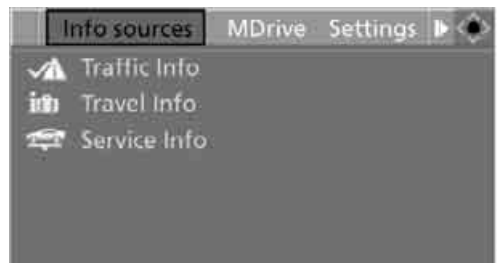 Info sources MDrive Settings
Traffic Info
Travel Info
Service Info